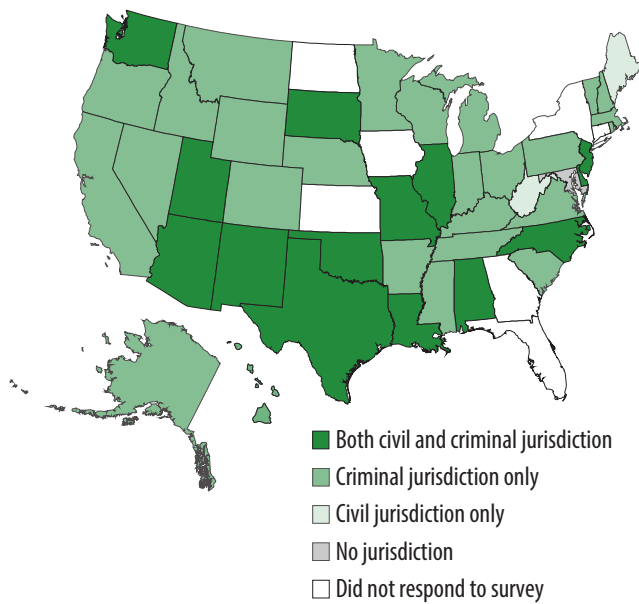 Both civil and criminal jurisdiction
Criminal jurisdiction only
Civil jurisdiction only
No jurisdiction
Did not respond to survey